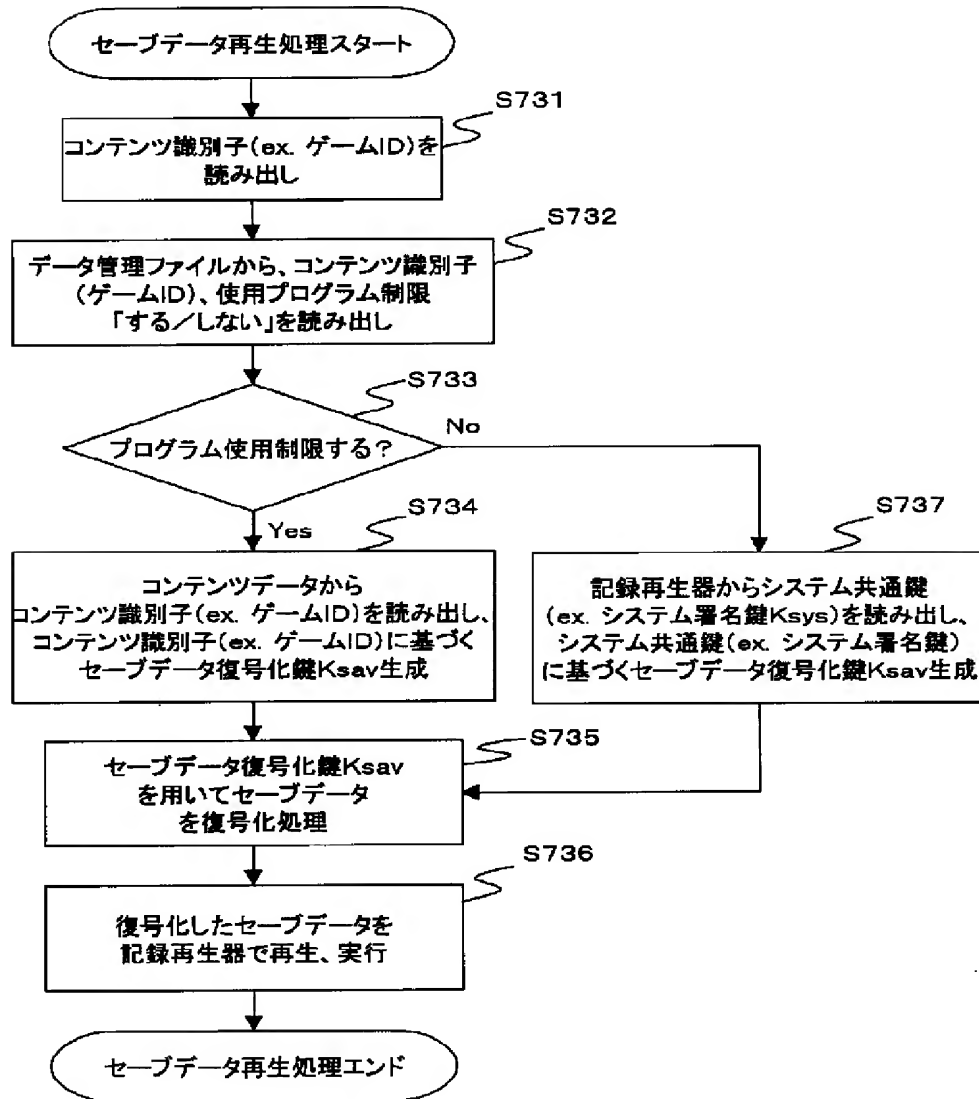 セーブデータ再生処理スタート
S731
コンテンツ識別子(ex. ゲームID)を
読み出し
S732
データ管理ファイルから、コンテンツ識別子
(ゲームID)、使用プログラム制限
「する/しない」を読み出し
S733
プログラム使用制限する?
No
Yes
S734
コンテンツデータから
コンテンツ識別子(ex. ゲームID)を読み出し、
コンテンツ識別子(ex. ゲームID)に基づく
セーブデータ復号化鍵Ksav生成
S737
記録再生器からシステム共通鍵
(ex. システム署名鍵Ksys)を読み出し、
システム共通鍵(ex. システム署名鍵)
に基づくセーブデータ復号化鍵Ksav生成
S735
セーブデータ復号化鍵Ksav
を用いてセーブデータ
を復号化処理
S736
復号化したセーブデータを
記録再生器で再生、実行
セーブデータ再生処理エンド